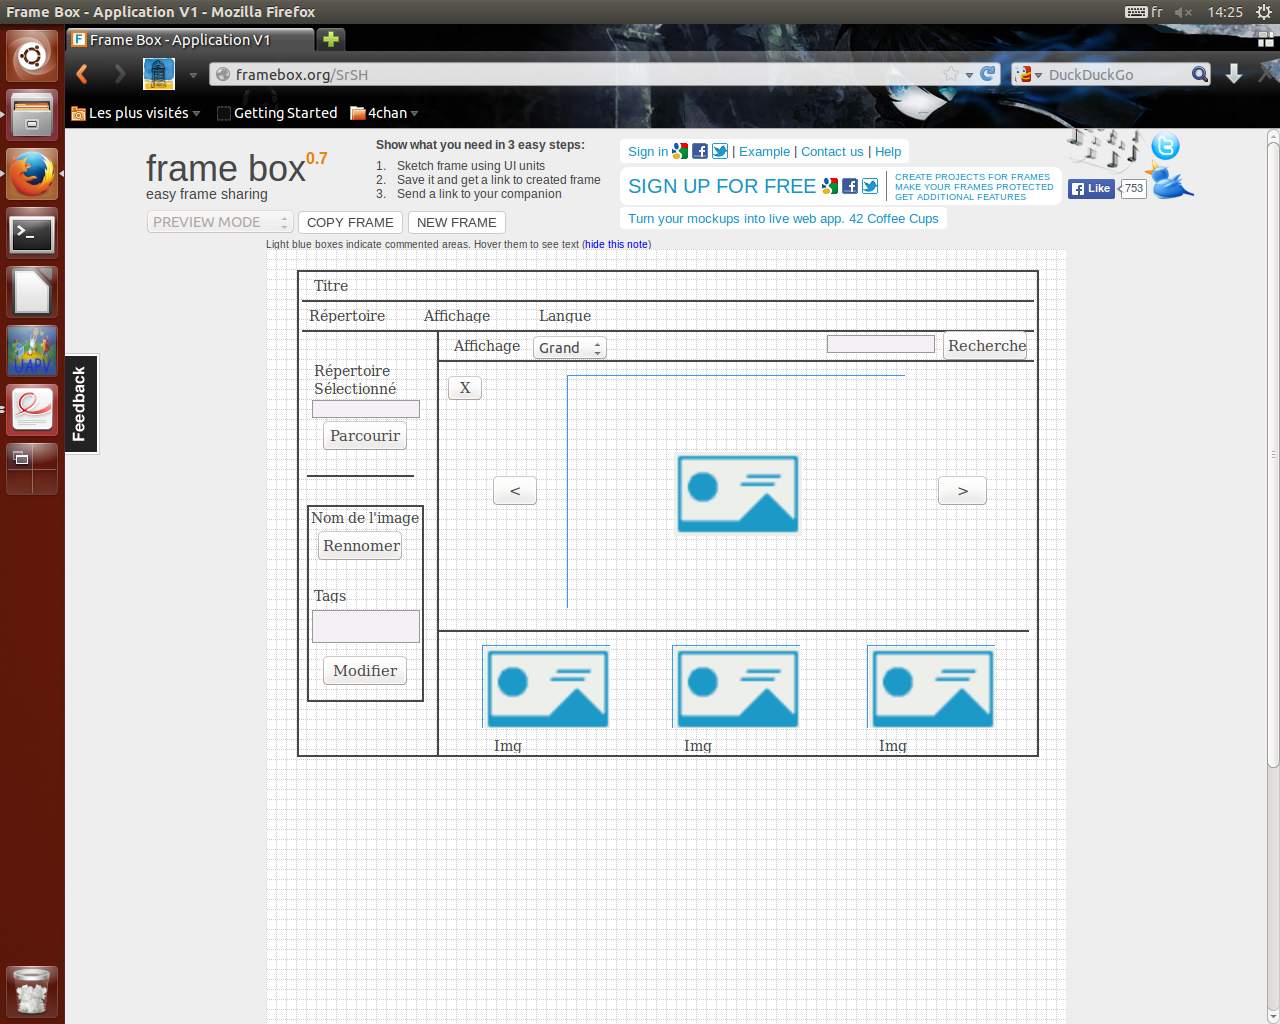 Frame Box - Application V1 - Mozilla Firefox
fr
14:25
Frame Box - Application V1
framebox.org/SrSH
DuckDuckGo
Les plus visités
Getting Started
4chan
frame box 0.7
easy frame sharing
Show what you need in 3 easy steps:
1. Sketch frame using UI units
2. Save it and get a link to created frame
3. Send a link to your companion
Sign in | Example | Contact us | Help
SIGN UP FOR FREE
CREATE PROJECTS FOR FRAMES
MAKE YOUR FRAMES PROTECTED
GET ADDITIONAL FEATURES
Like 753
Turn your mockups into live web app. 42 Coffee Cups
PREVIEW MODE
COPY FRAME
NEW FRAME
Light blue boxes indicate commented areas. Hover them to see text (hide this note)
Titre
Répertoire
Affichage
Langue
Affichage
Grand
Recherche
Répertoire
Sélectionné
Parcourir
X
<
>
Nom de l'image
Rennomer
Tags
Modifier
Img
Img
Img
Feedback
UAPV